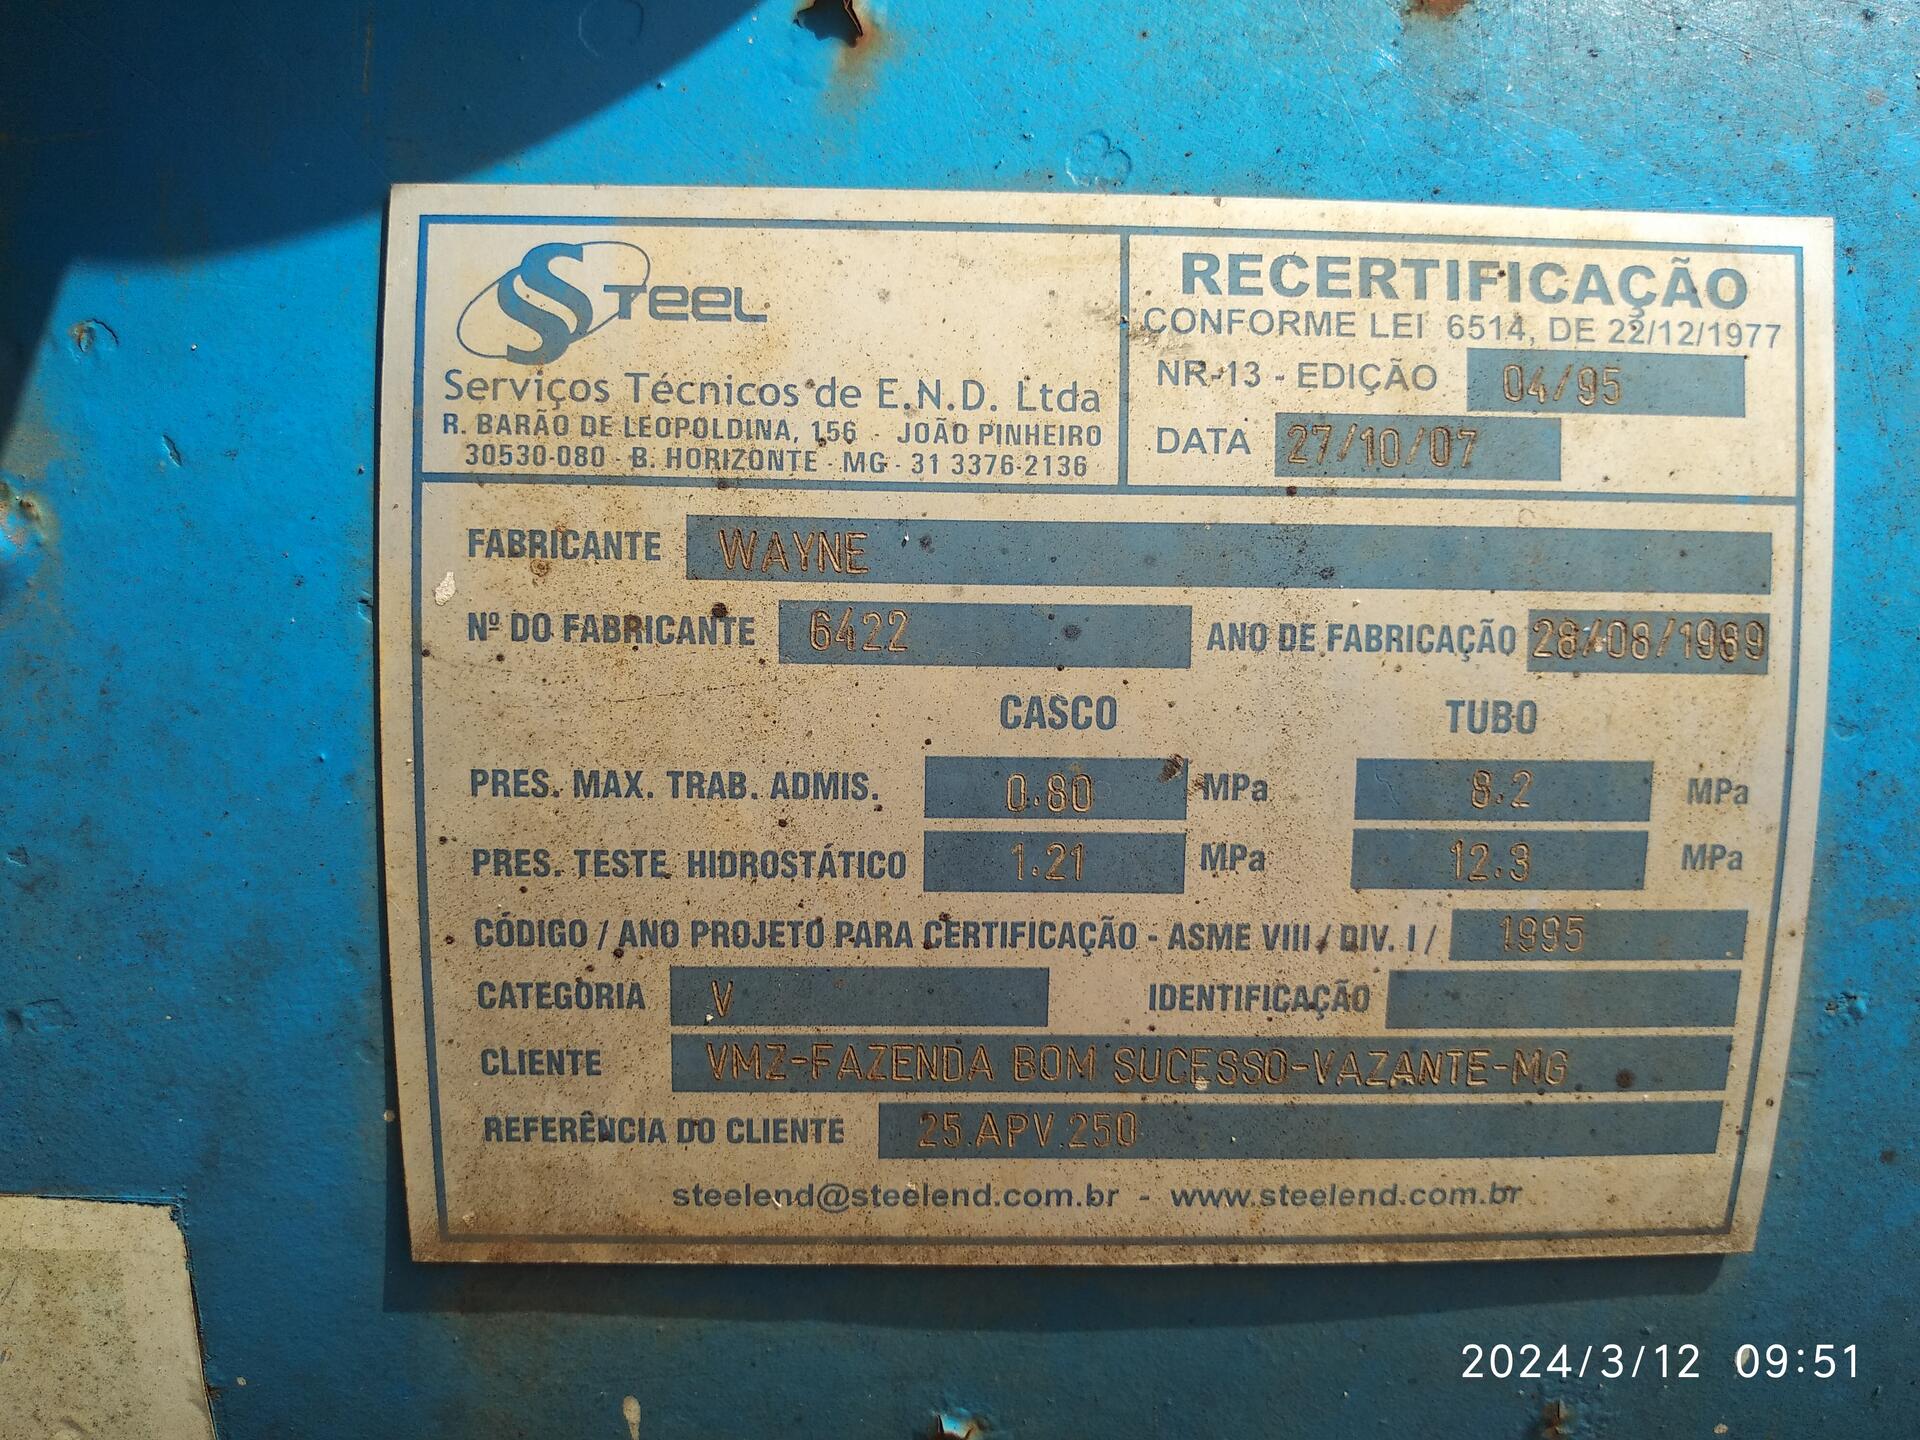 STEEL
Serviços Técnicos de E.N.D. Ltda
R. BARÃO DE LEOPOLDINA, 156 - JOÃO PINHEIRO
30530-080 - B. HORIZONTE - MG - 31 3376-2136
RECERTIFICAÇÃO
CONFORME LEI 6514, DE 22/12/1977
NR-13 - EDIÇÃO 04/95
DATA 27/10/07
FABRICANTE WAYNE
Nº DO FABRICANTE 6422 ANO DE FABRICAÇÃO 28/08/1989
CASCO TUBO
PRES. MAX. TRAB. ADMIS. 0.80 MPa 8.2 MPa
PRES. TESTE HIDROSTÁTICO 1.21 MPa 12.3 MPa
CÓDIGO / ANO PROJETO PARA CERTIFICAÇÃO - ASME VIII / DIV. I / 1995
CATEGORIA V IDENTIFICAÇÃO
CLIENTE VMZ-FAZENDA BOM SUCESSO-VAZANTE-MG
REFERÊNCIA DO CLIENTE 25.APV.250
steelend@steelend.com.br - www.steelend.com.br
2024/3/12 09:51